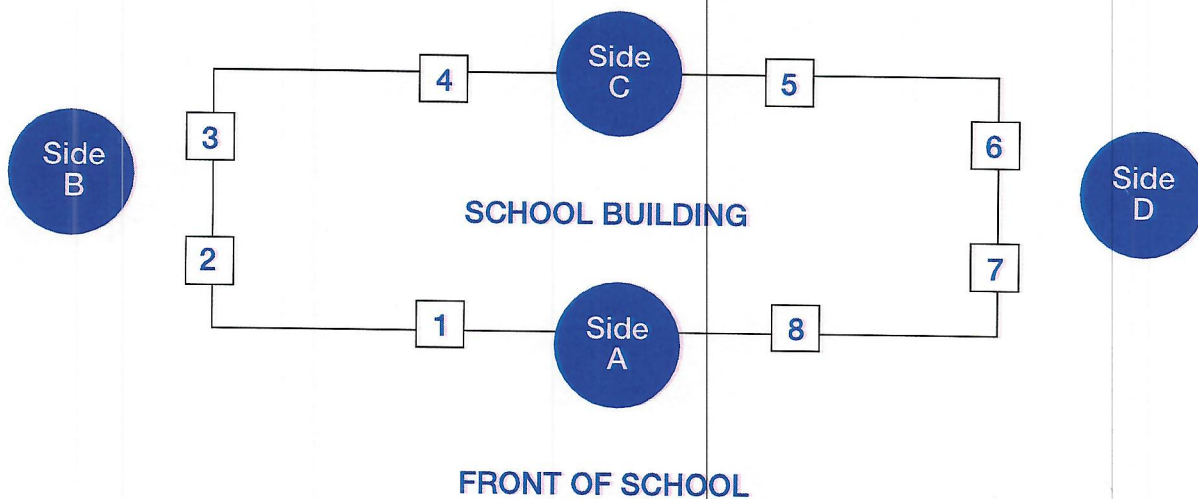 Side
C
4
5
3
6
Side
B
Side
D
SCHOOL BUILDING
2
7
1
Side
A
8
FRONT OF SCHOOL